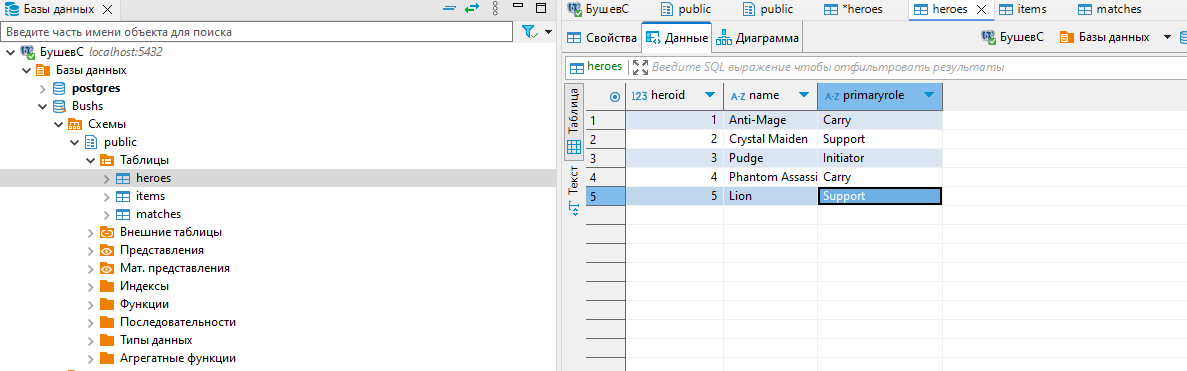 Базы данных
Введите часть имени объекта для поиска
БушевС localhost:5432
Базы данных
postgres
Bushs
Схемы
public
Таблицы
heroes
items
matches
Внешние таблицы
Представления
Мат. представления
Индексы
Функции
Последовательности
Типы данных
Агрегатные функции
БушевС public public *heroes heroes items matches
Свойства Данные Диаграмма БушевС Базы данных
heroes Введите SQL выражение чтобы отфильтровать результаты
Таблица
Текст
123 heroid A-Z name A-Z primaryrole
1 1 Anti-Mage Carry
2 2 Crystal Maiden Support
3 3 Pudge Initiator
4 4 Phantom Assassi Carry
5 5 Lion Support